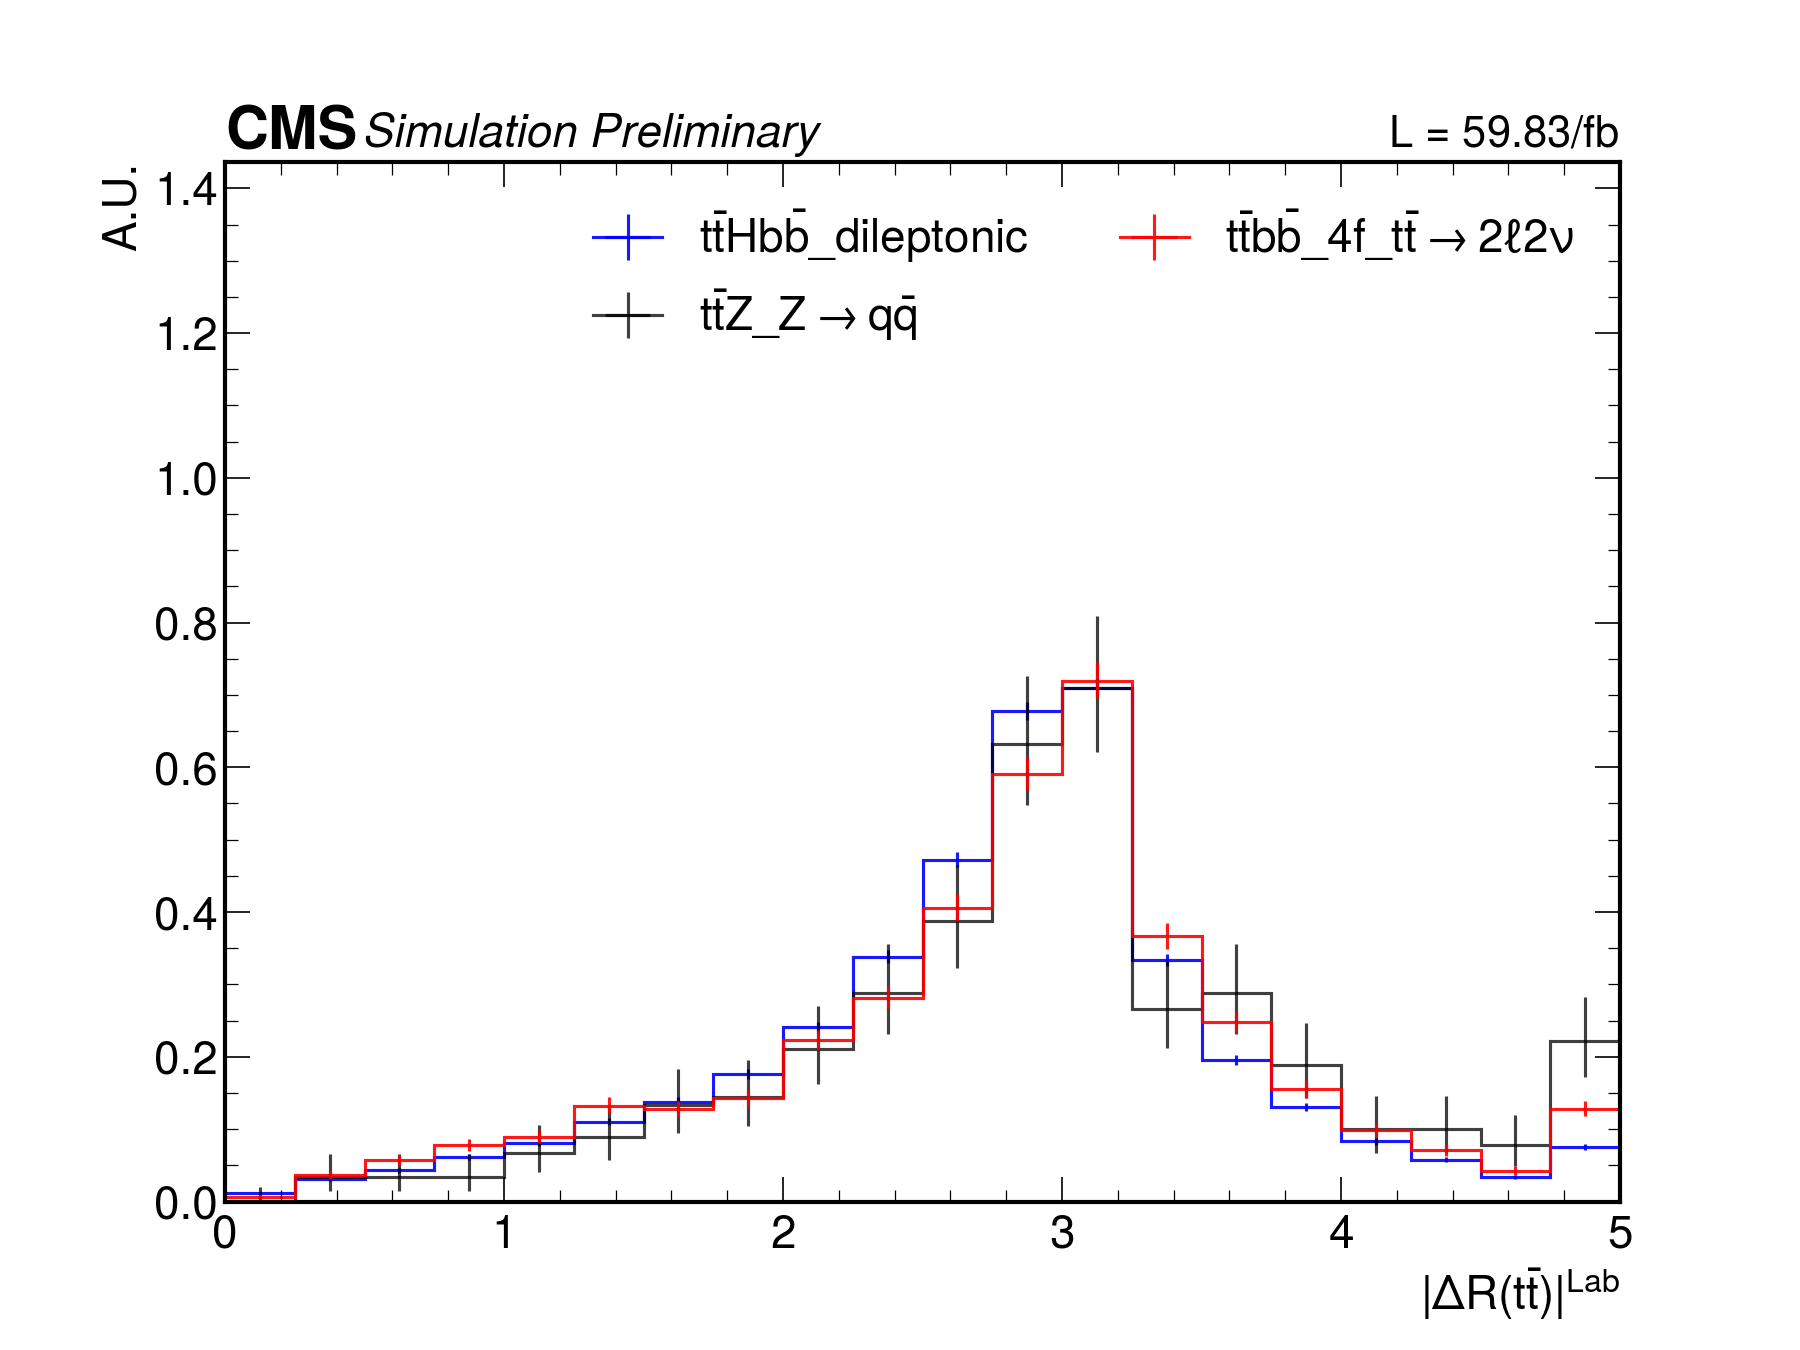 CMS Simulation Preliminary L = 59.83/fb
A.U.
tt̄Hbb̄_dileptonic tt̄bb̄_4f_tt̄ → 2ℓ2ν
tt̄Z_Z → qq̄
1.4
1.2
1.0
0.8
0.6
0.4
0.2
0.0
0 1 2 3 4 5
|ΔR(tt̄)|^Lab